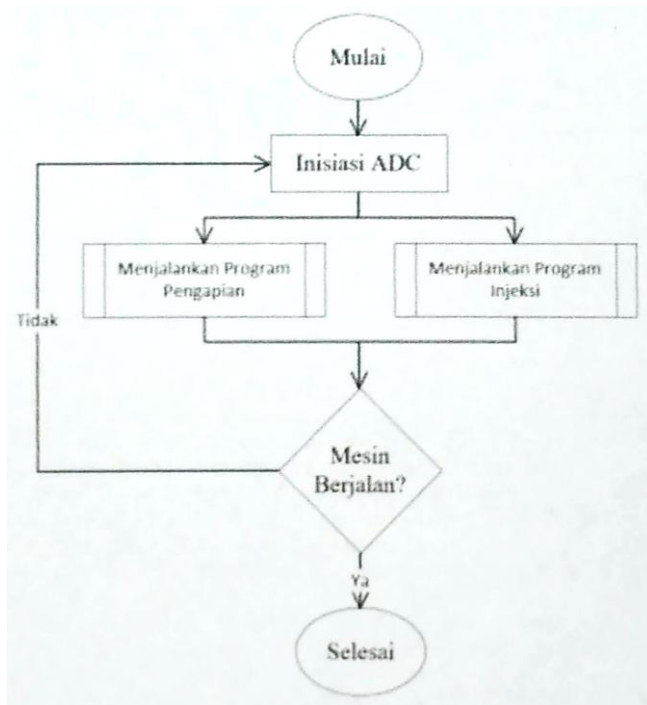 Mulai
Inisiasi ADC
Menjalankan Program
Pengapian
Menjalankan Program
Injeksi
Tidak
Mesin
Berjalan?
Ya
Selesai